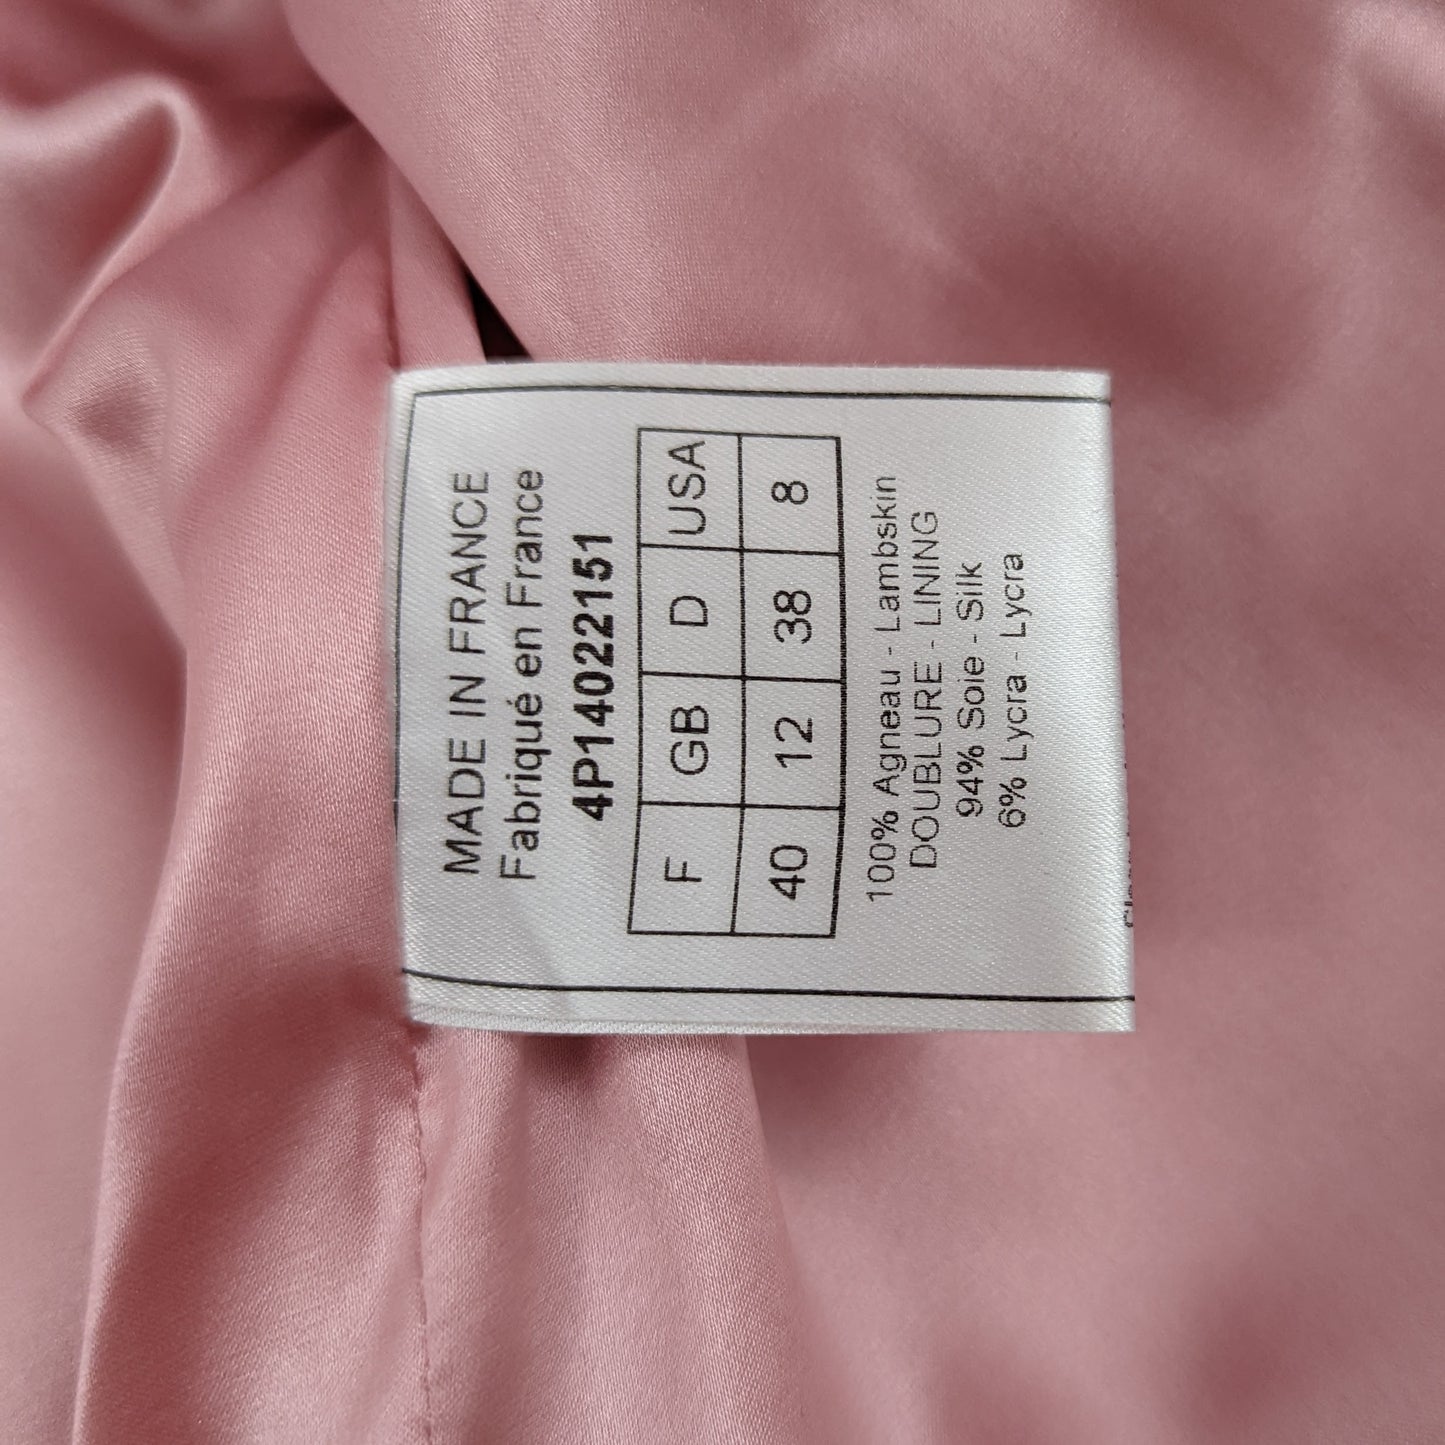 MADE IN FRANCE
Fabriqué en France
4P1402151
F GB D USA
40 12 38 8
100% Agneau - Lambskin
DOUBLURE - LINING
94% Soie - Silk
6% Lycra - Lycra